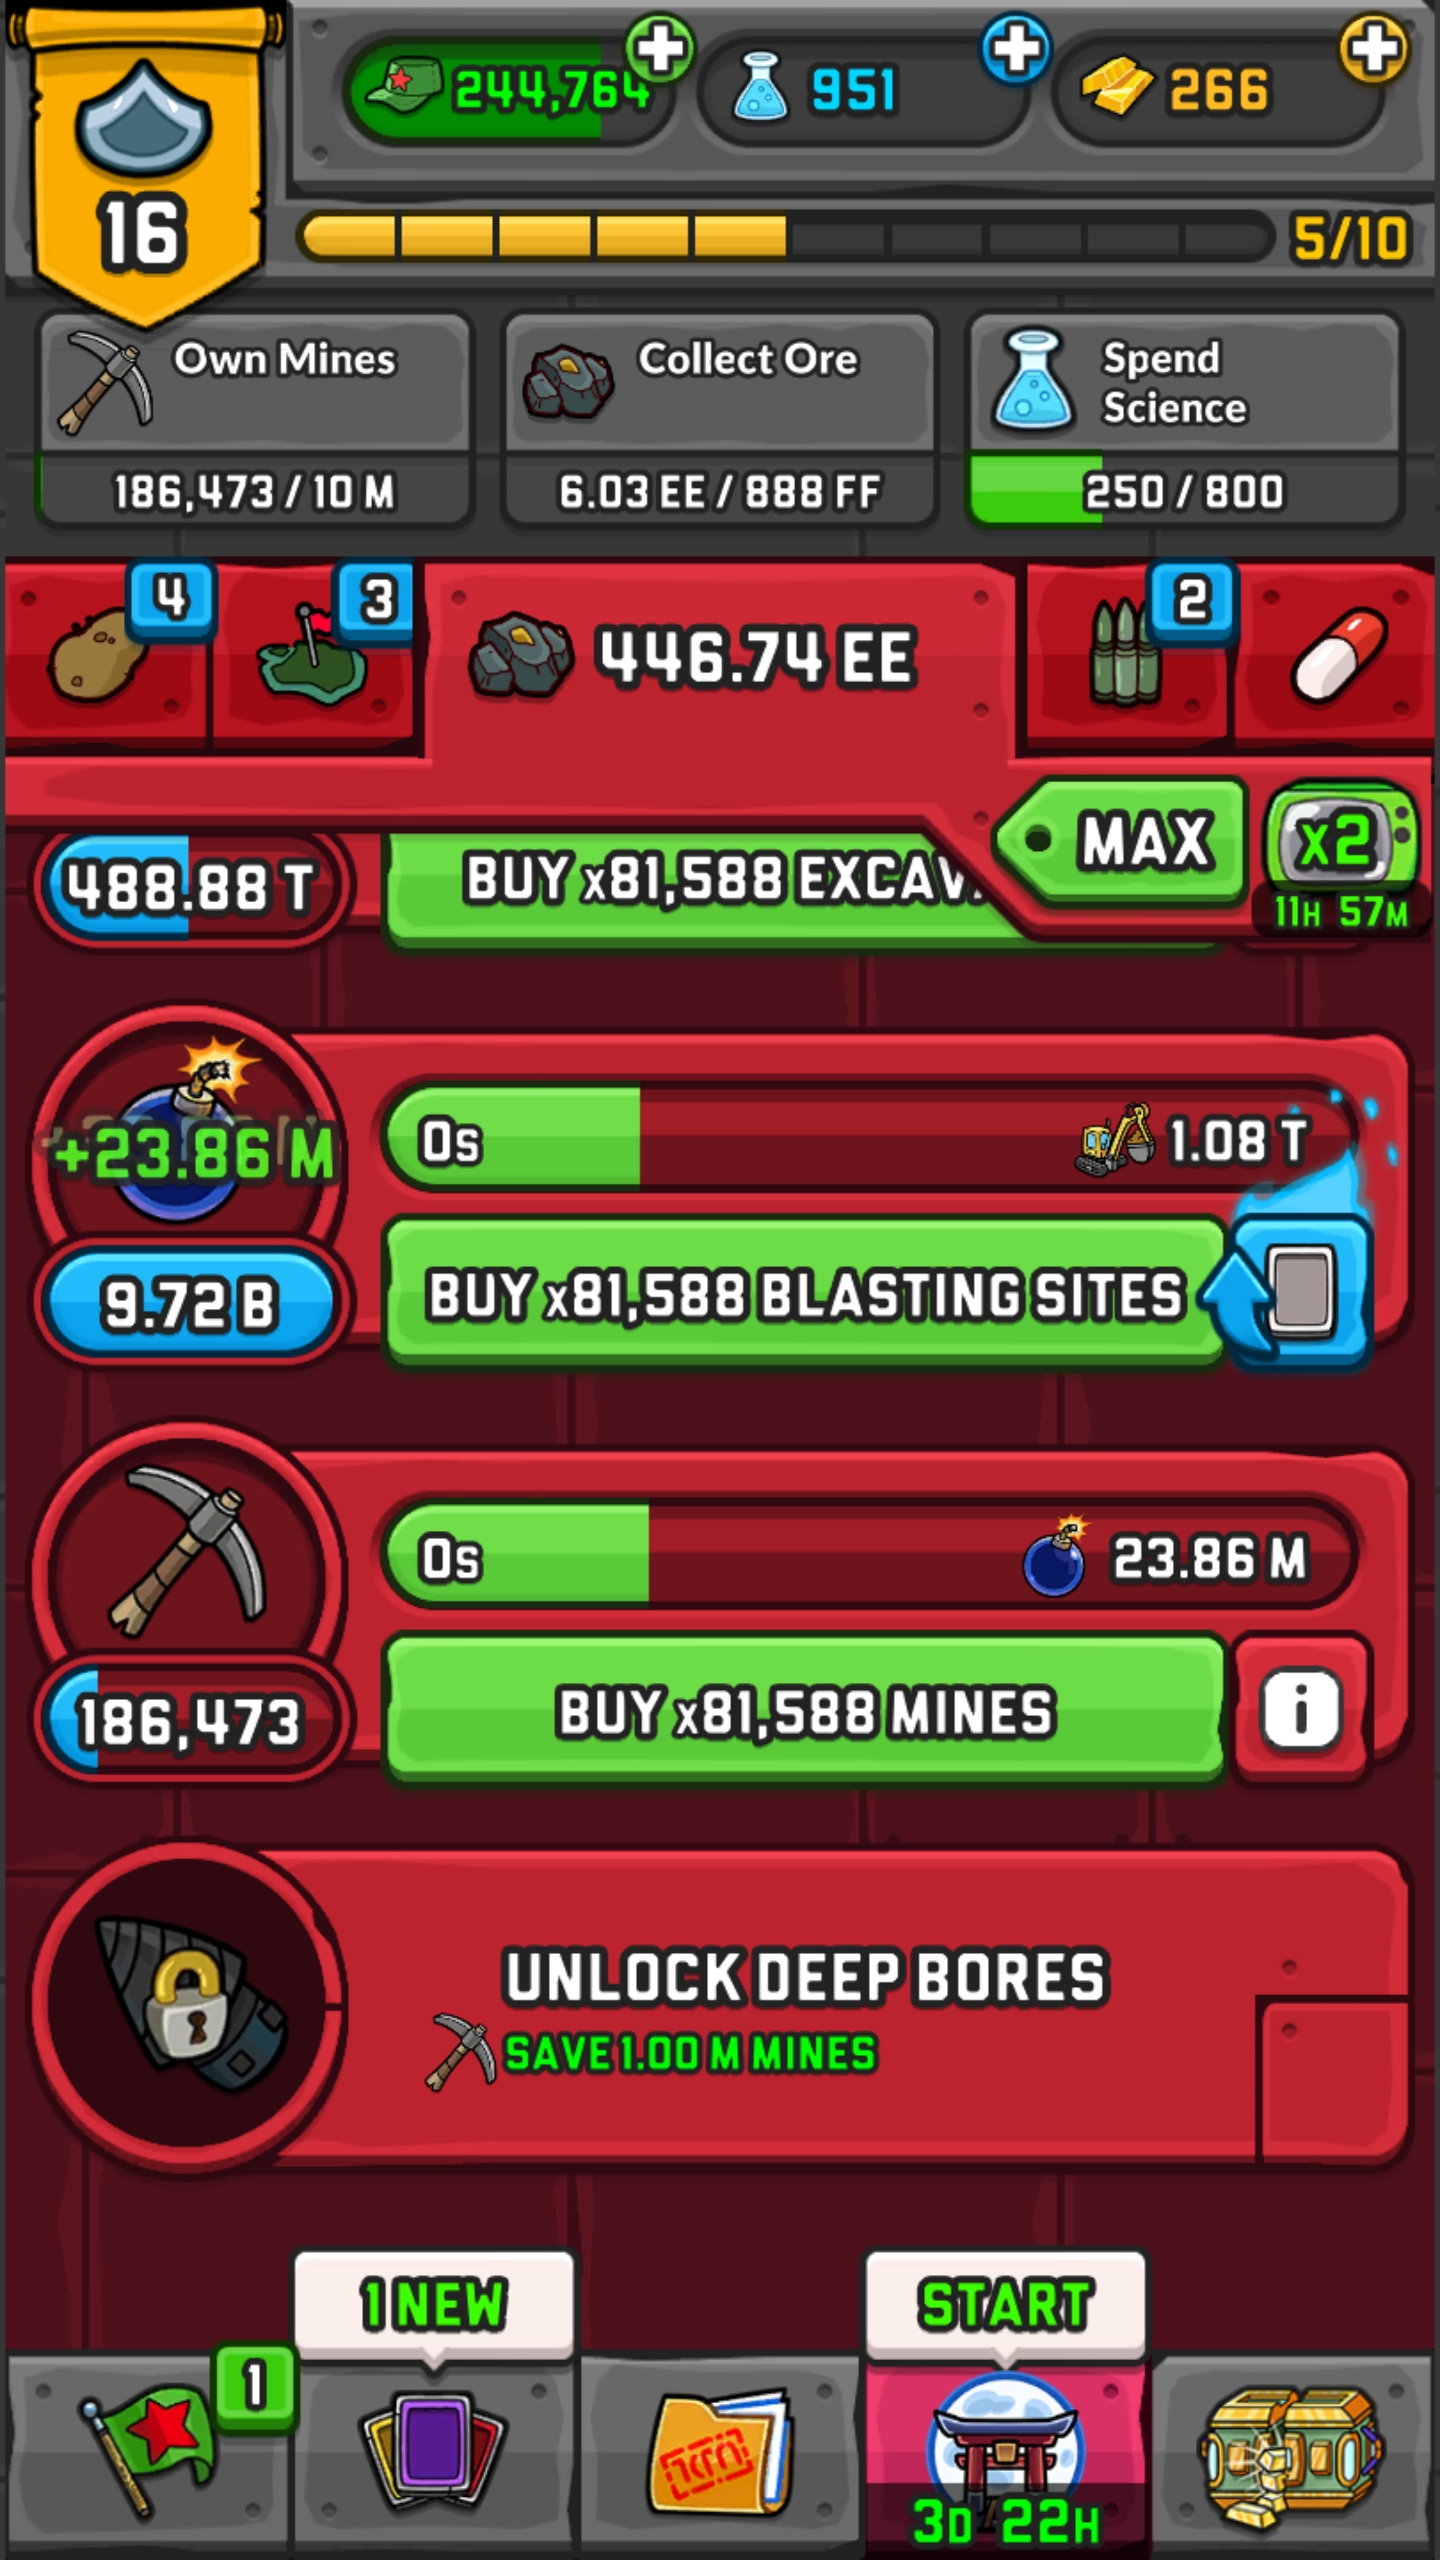 244,764
951
266
16
5/10
Own Mines
Collect Ore
Spend
Science
186,473 / 10 M
6.03 EE / 888 FF
250 / 800
4
3
446.74 EE
2
MAX
x2
11H 57M
488.88 T
BUY x81,588
+23.86 M
0s
1.08 T
9.72 B
BUY x81,588 BLASTING SITES
0s
23.86 M
186,473
BUY x81,588 MINES
i
UNLOCK DEEP BORES
SAVE 1.00 M MINES
1 NEW
START
1
3D 22H